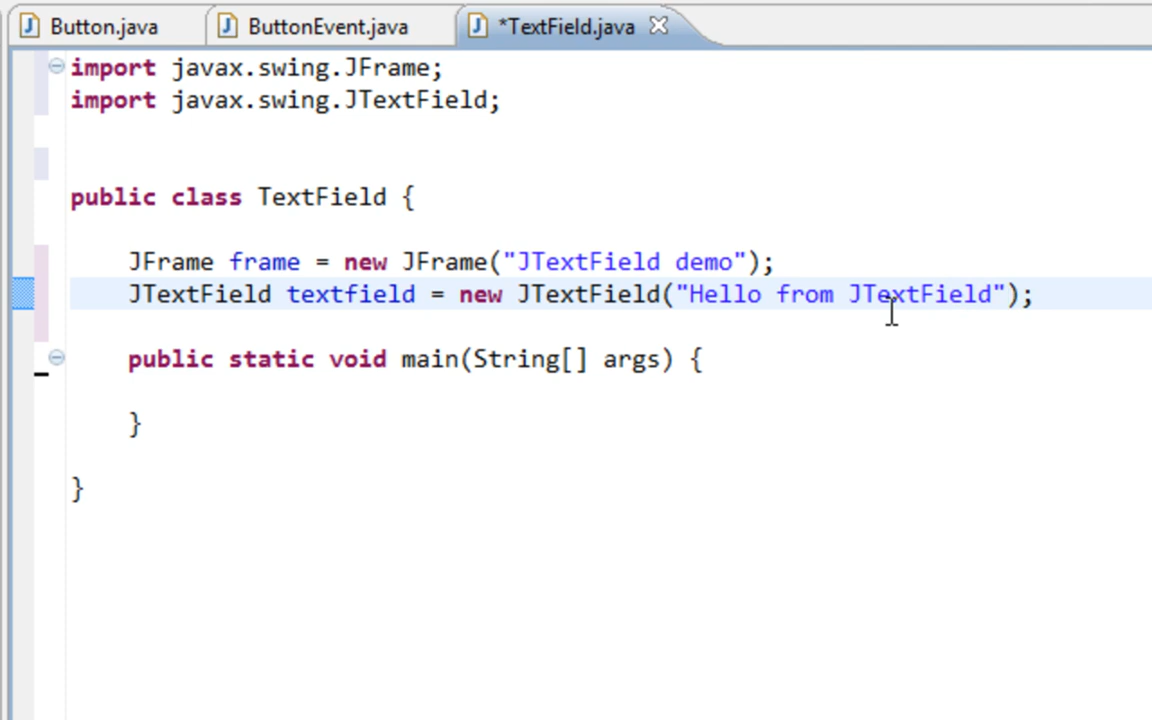 Button.java ButtonEvent.java *TextField.java
import javax.swing.JFrame;
import javax.swing.JTextField;
public class TextField {
JFrame frame = new JFrame("JTextField demo");
JTextField textfield = new JTextField("Hello from JTextField");
public static void main(String[] args) {
}
}